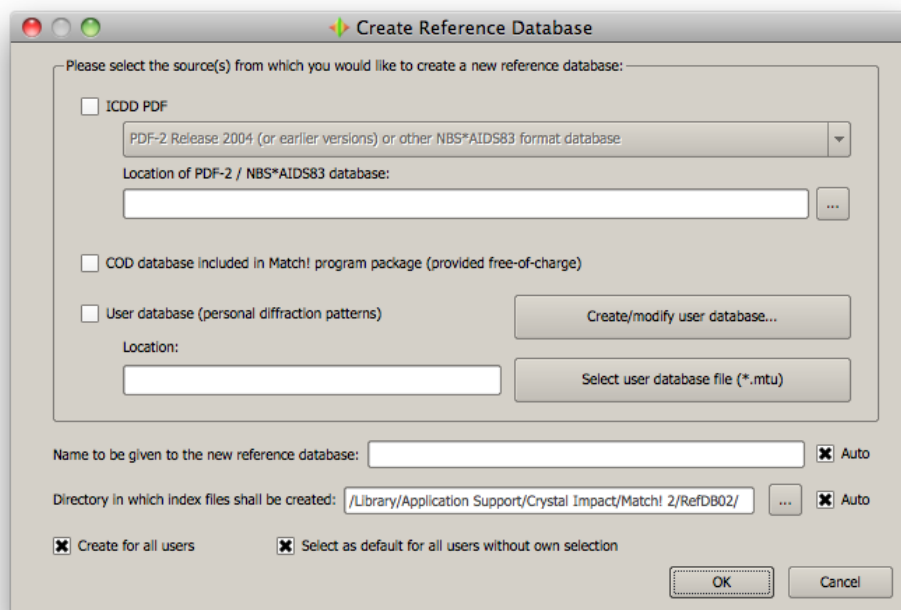 Create Reference Database
Please select the source(s) from which you would like to create a new reference database:
ICDD PDF
PDF-2 Release 2004 (or earlier versions) or other NBS*AIDS83 format database
Location of PDF-2 / NBS*AIDS83 database:
...
COD database included in Match! program package (provided free-of-charge)
User database (personal diffraction patterns)
Create/modify user database...
Location:
Select user database file (*.mtu)
Name to be given to the new reference database:
Auto
Directory in which index files shall be created: /Library/Application Support/Crystal Impact/Match! 2/RefDB02/ ... Auto
Create for all users
Select as default for all users without own selection
OK
Cancel